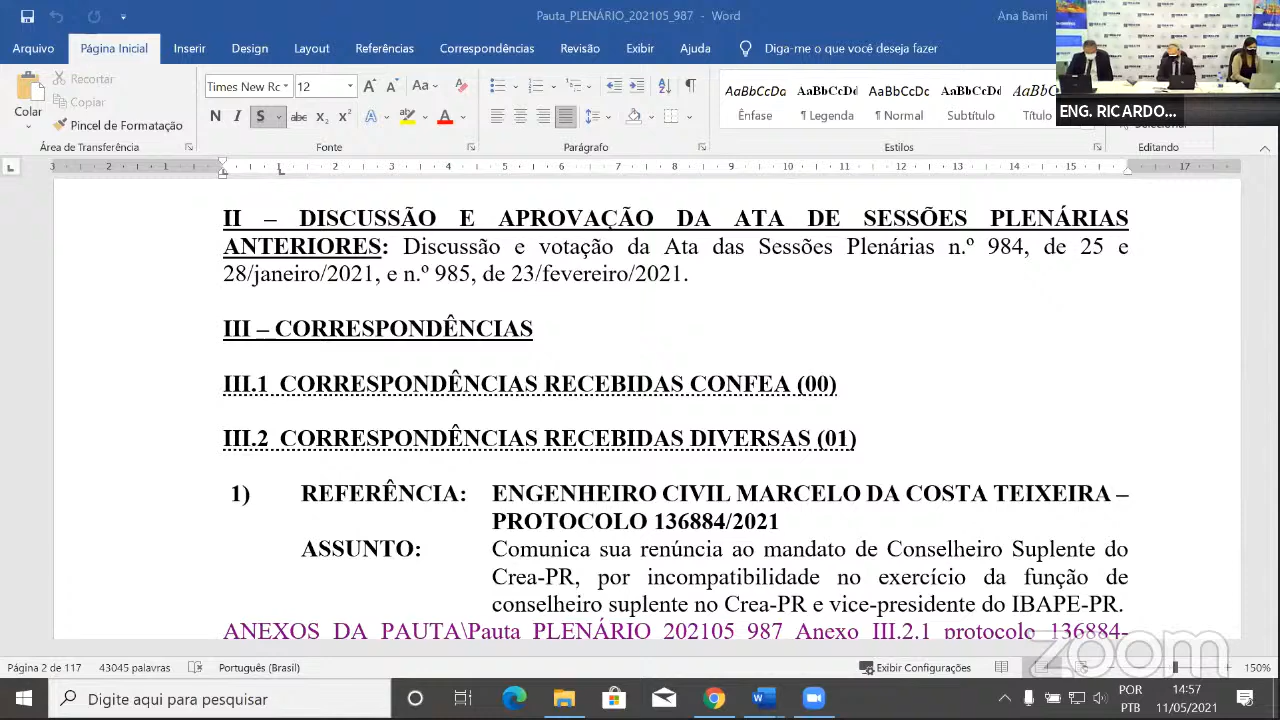 Pauta_PLENÁRIO_202105_987 - Word
Ana Bami
Arquivo Página Inicial Inserir Design Layout Referências Correspondências Revisão Exibir Ajuda Diga-me o que você deseja fazer
Colar
Recortar
Copiar
Pincel de Formatação
Área de Transferência
Times New Ro 12
N I S abc x₂ x²
Fonte
Parágrafo
AaBbCcDa AaBbCcDc AaBbCcDı AaBbCcDc
Ênfase ¶ Legenda ¶ Normal Subtítulo Título
Estilos
Editando
ENG. RICARDO...
II – DISCUSSÃO E APROVAÇÃO DA ATA DE SESSÕES PLENÁRIAS
ANTERIORES: Discussão e votação da Ata das Sessões Plenárias n.º 984, de 25 e
28/janeiro/2021, e n.º 985, de 23/fevereiro/2021.
III – CORRESPONDÊNCIAS
III.1 CORRESPONDÊNCIAS RECEBIDAS CONFEA (00)
III.2 CORRESPONDÊNCIAS RECEBIDAS DIVERSAS (01)
1) REFERÊNCIA: ENGENHEIRO CIVIL MARCELO DA COSTA TEIXEIRA –
PROTOCOLO 136884/2021
ASSUNTO: Comunica sua renúncia ao mandato de Conselheiro Suplente do
Crea-PR, por incompatibilidade no exercício da função de
conselheiro suplente no Crea-PR e vice-presidente do IBAPE-PR.
ANEXOS DA PAUTA\Pauta PLENÁRIO 202105 987 Anexo III.2.1 protocolo 136884-
zoom
Página 2 de 117 43045 palavras Português (Brasil) Exibir Configurações 150%
Digite aqui para pesquisar
POR
PTB
14:57
11/05/2021